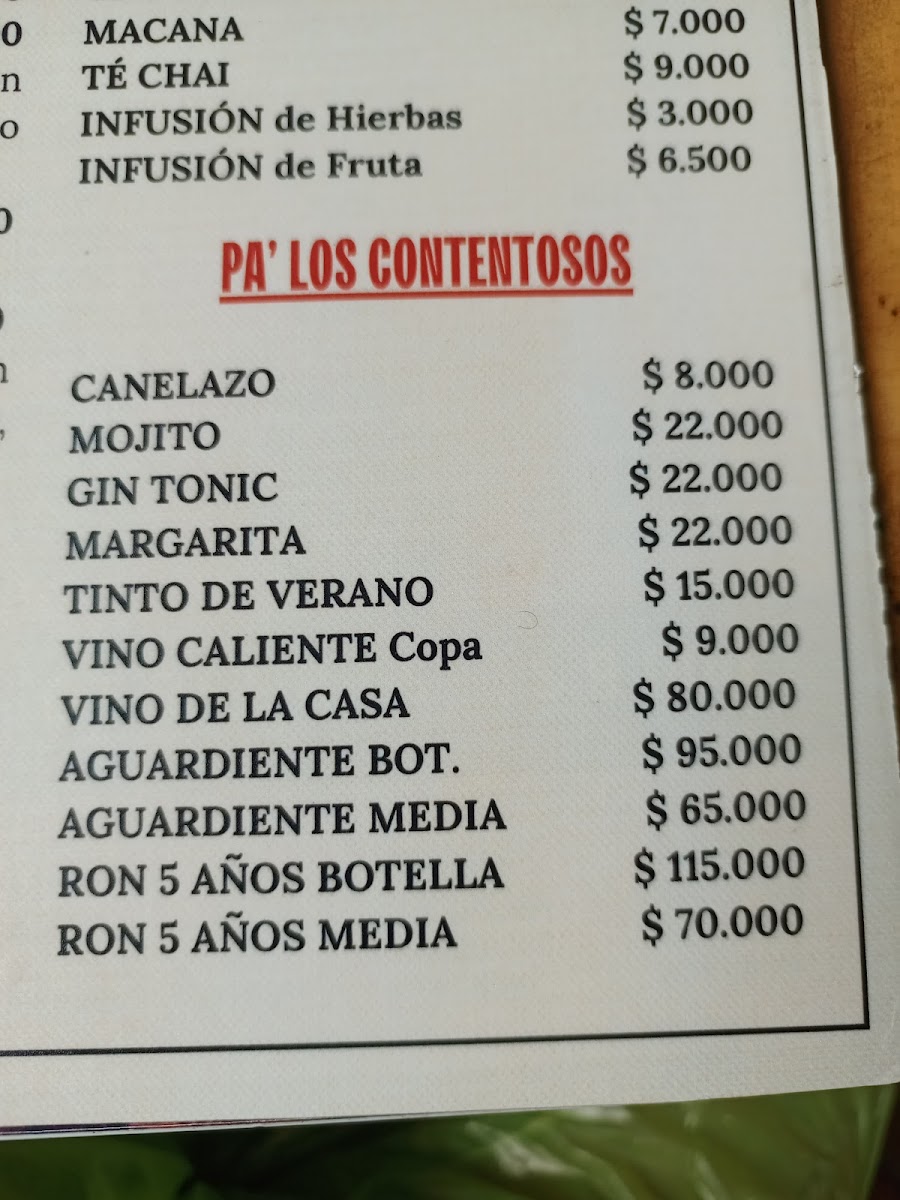 MACANA $ 7.000
TÉ CHAI $ 9.000
INFUSIÓN de Hierbas $ 3.000
INFUSIÓN de Fruta $ 6.500
PA' LOS CONTENTOSOS
CANELAZO $ 8.000
MOJITO $ 22.000
GIN TONIC $ 22.000
MARGARITA $ 22.000
TINTO DE VERANO $ 15.000
VINO CALIENTE Copa $ 9.000
VINO DE LA CASA $ 80.000
AGUARDIENTE BOT. $ 95.000
AGUARDIENTE MEDIA $ 65.000
RON 5 AÑOS BOTELLA $ 115.000
RON 5 AÑOS MEDIA $ 70.000